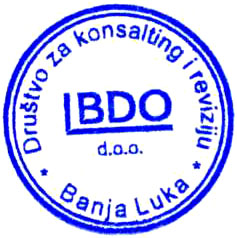 * Društvo za konsalting i reviziju *
BDO
d.o.o.
Banja Luka